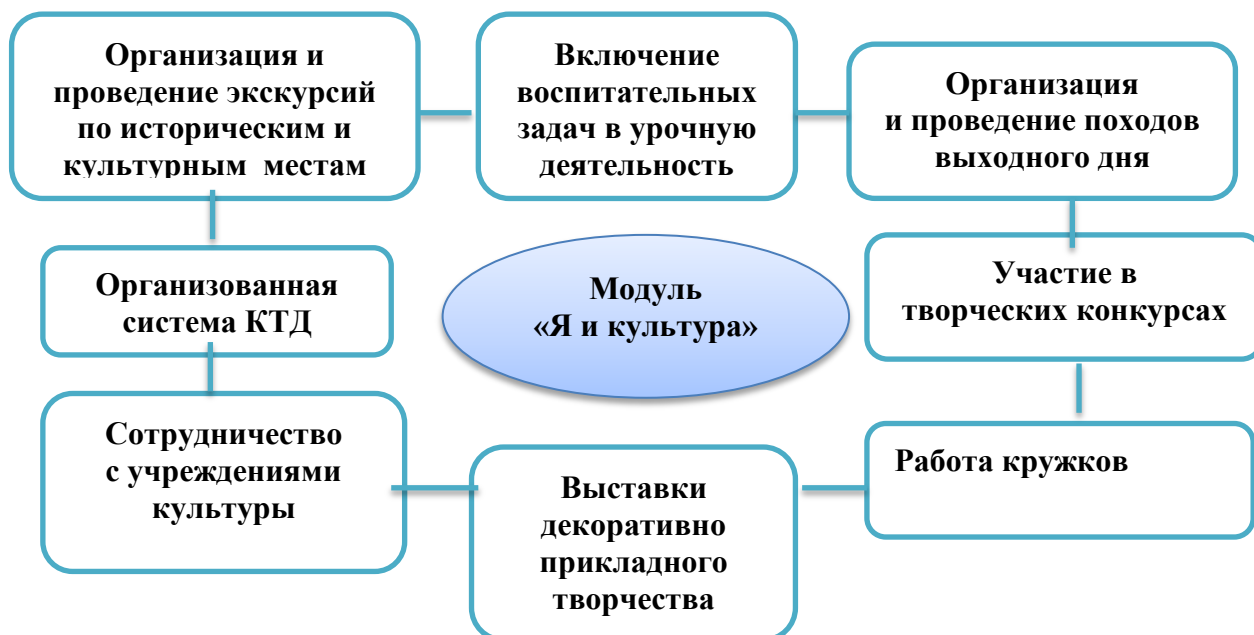 Организация и
проведение экскурсий
по историческим и
культурным местам
Включение
воспитательных
задач в урочную
деятельность
Организация
и проведение походов
выходного дня
Организованная
система КТД
Модуль
«Я и культура»
Участие в
творческих конкурсах
Сотрудничество
с учреждениями
культуры
Выставки
декоративно
прикладного
творчества
Работа кружков